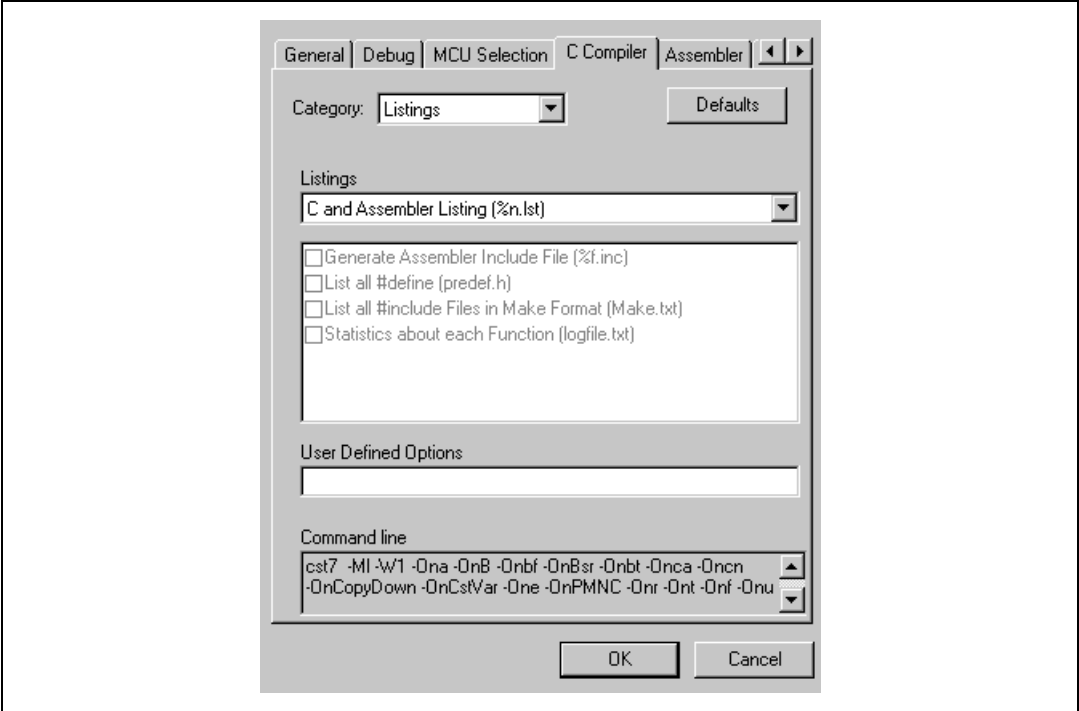 General Debug MCU Selection C Compiler Assembler
Category: Listings Defaults
Listings
C and Assembler Listing (%n.lst)
Generate Assembler Include File (%f.inc)
List all #define (predef.h)
List all #include Files in Make Format (Make.txt)
Statistics about each Function (logfile.txt)
User Defined Options
Command line
cst7 -Ml -W1 -Ona -OnB -Onbf -OnBsr -Onbt -Onca -Oncn
-OnCopyDown -OnCstVar -One -OnPMNC -Onr -Ont -Onf -Onu
OK Cancel